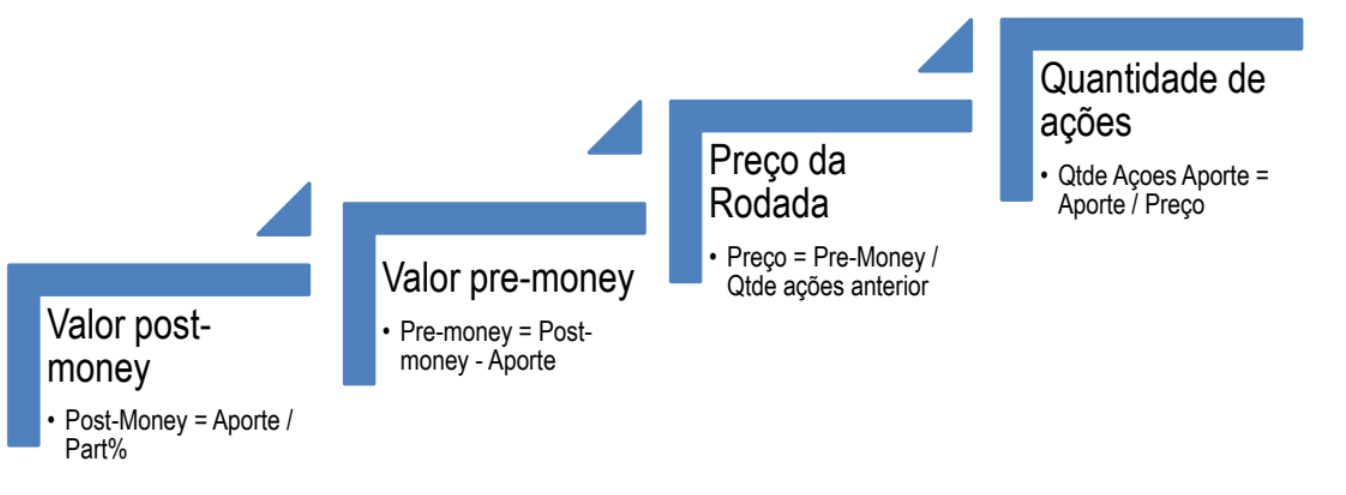 Valor post-
money
• Post-Money = Aporte /
Part%
Valor pre-money
• Pre-money = Post-
money - Aporte
Preço da
Rodada
• Preço = Pre-Money /
Qtde ações anterior
Quantidade de
ações
• Qtde Açoes Aporte =
Aporte / Preço